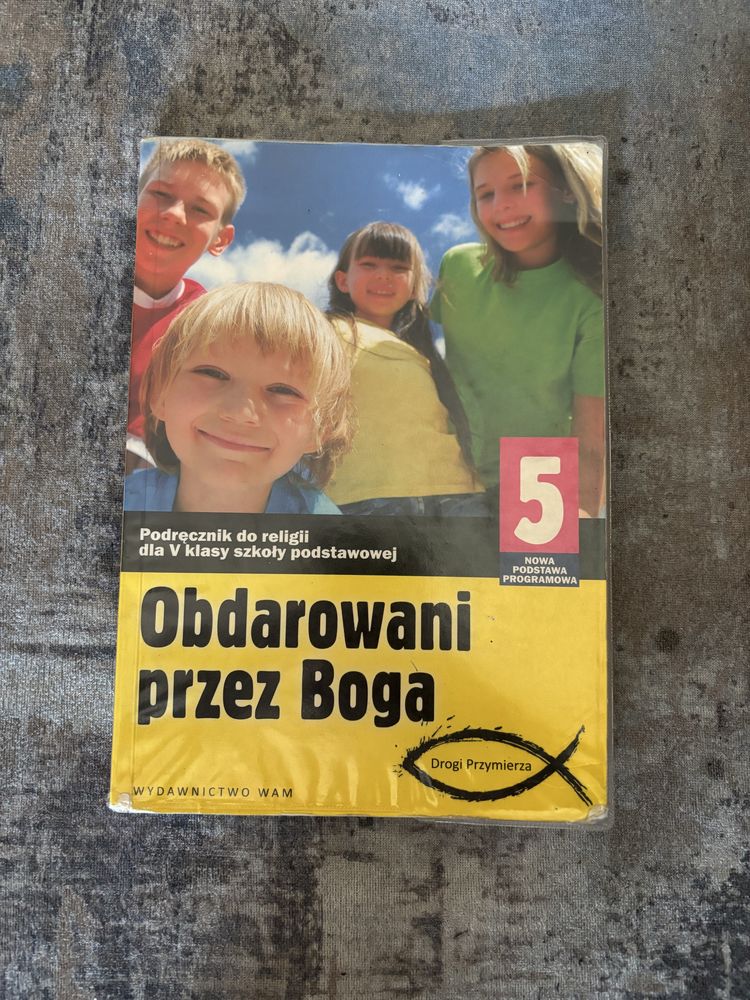 Podręcznik do religii
dla V klasy szkoły podstawowej
5
NOWA
PODSTAWA
PROGRAMOWA
Obdarowani
przez Boga
Drogi Przymierza
WYDAWNICTWO WAM